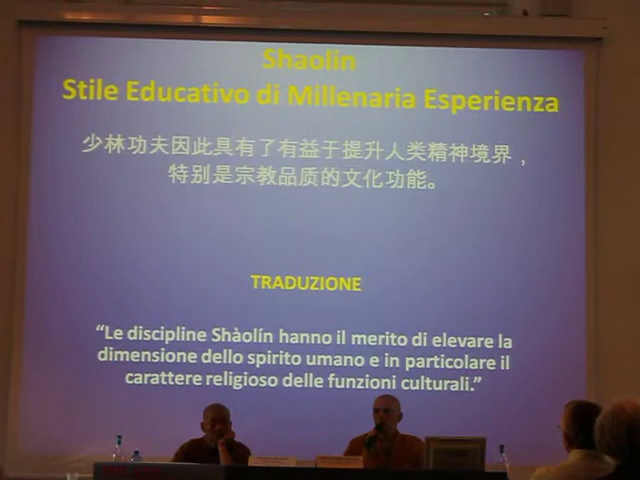 Shaolín
Stile Educativo di Millenaria Esperienza
少林功夫因此具有了有益于提升人类精神境界，
特别是宗教品质的文化功能。
TRADUZIONE
“Le discipline Shàolín hanno il merito di elevare la
dimensione dello spirito umano e in particolare il
carattere religioso delle funzioni culturali.”